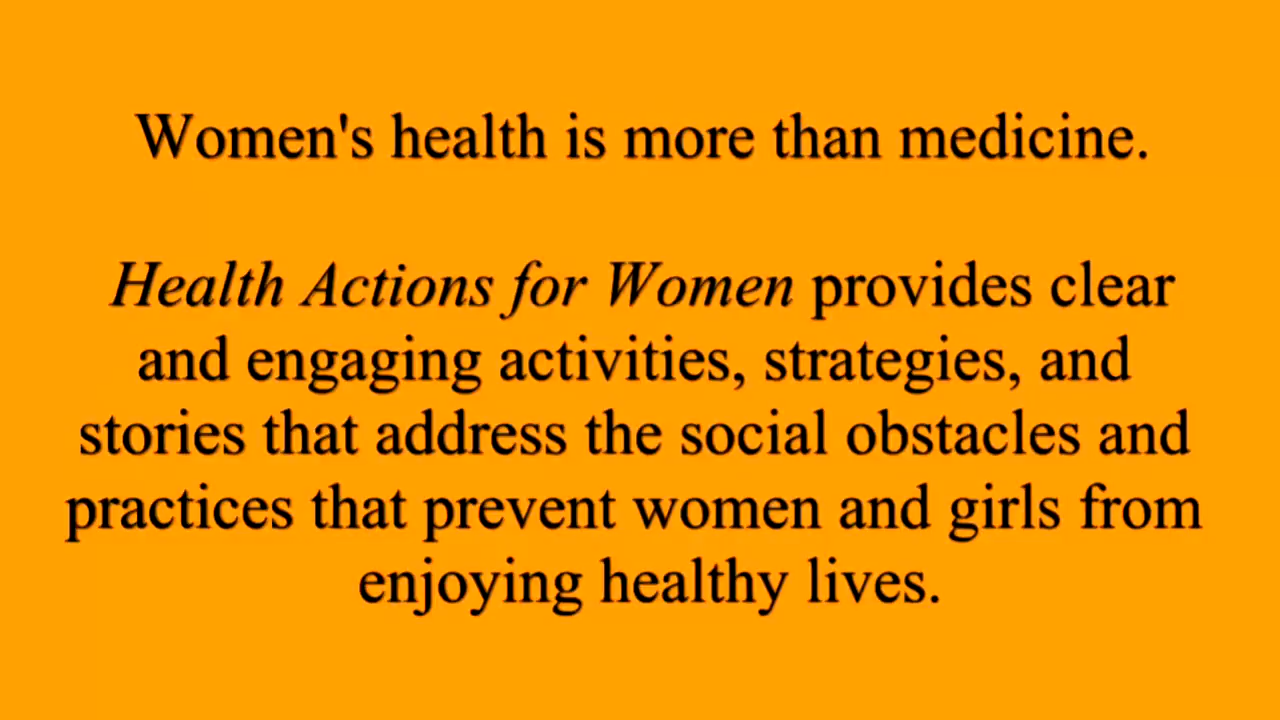 Women's health is more than medicine.
Health Actions for Women provides clear
and engaging activities, strategies, and
stories that address the social obstacles and
practices that prevent women and girls from
enjoying healthy lives.